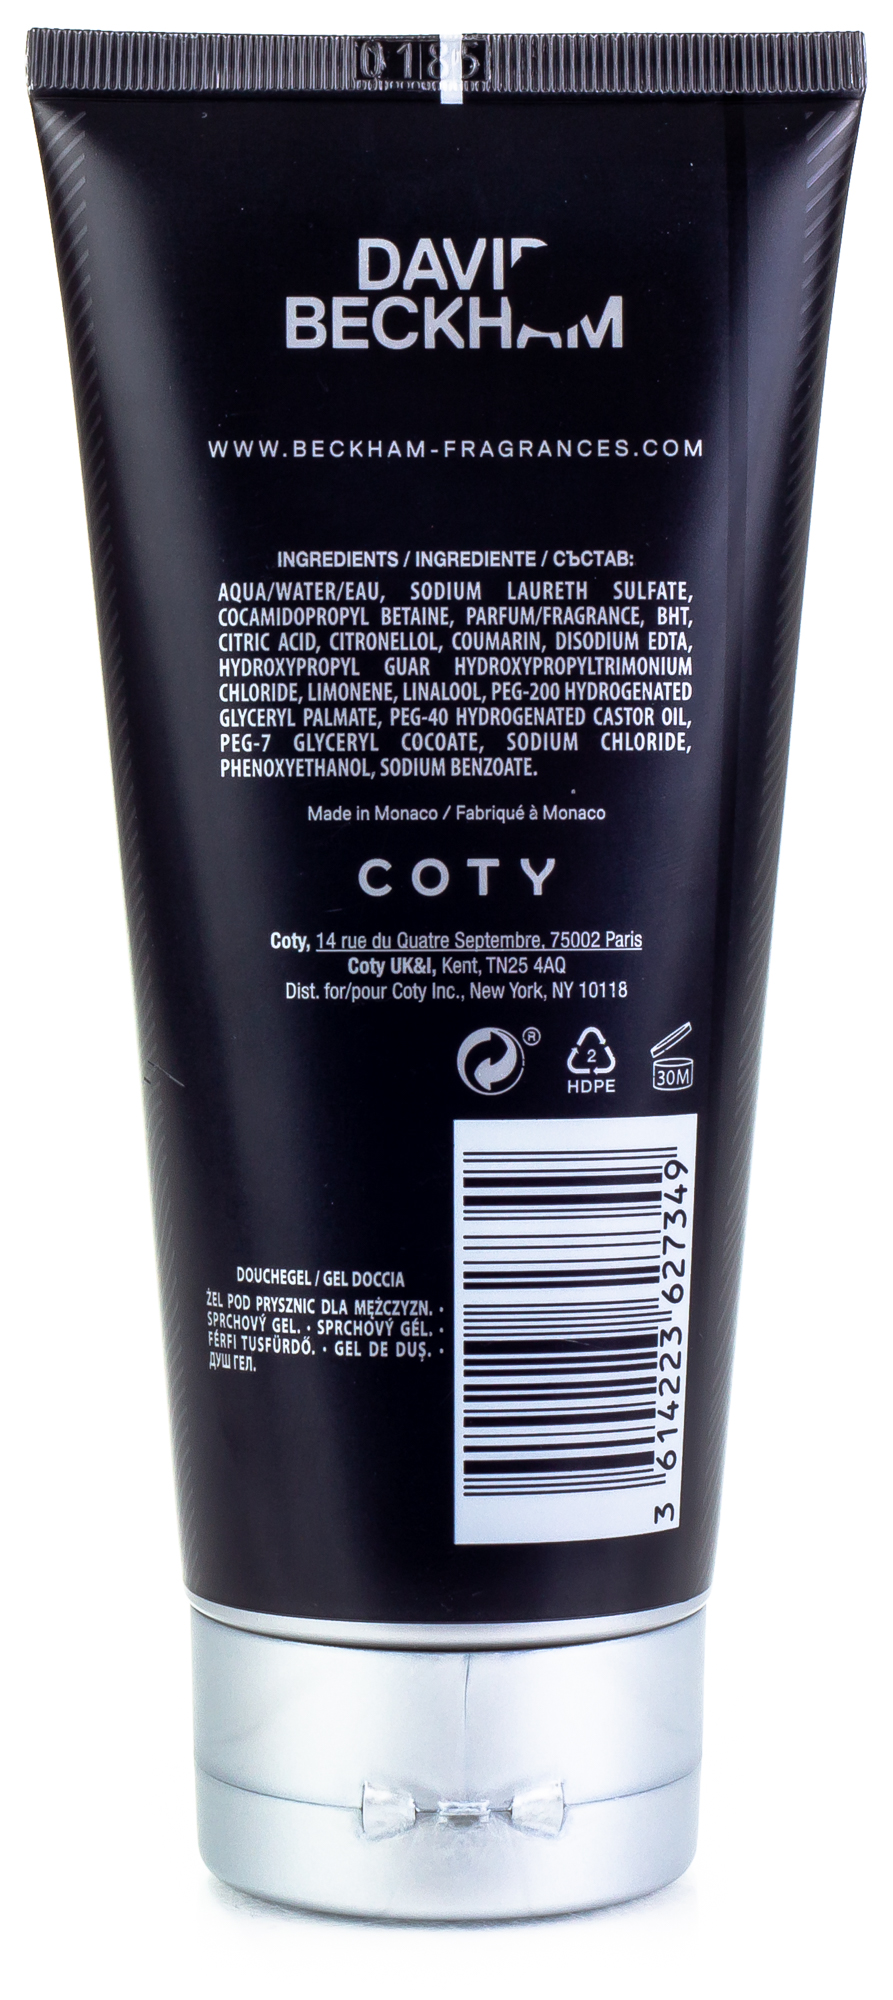 0185
DAVID
BECKHAM
WWW.BECKHAM-FRAGRANCES.COM
INGREDIENTS / INGREDIENTE / СЪСТАВ:
AQUA/WATER/EAU, SODIUM LAURETH SULFATE,
COCAMIDOPROPYL BETAINE, PARFUM/FRAGRANCE, BHT,
CITRIC ACID, CITRONELLOL, COUMARIN, DISODIUM EDTA,
HYDROXYPROPYL GUAR HYDROXYPROPYLTRIMONIUM
CHLORIDE, LIMONENE, LINALOOL, PEG-200 HYDROGENATED
GLYCERYL PALMATE, PEG-40 HYDROGENATED CASTOR OIL,
PEG-7 GLYCERYL COCOATE, SODIUM CHLORIDE,
PHENOXYETHANOL, SODIUM BENZOATE.
Made in Monaco / Fabriqué à Monaco
COTY
Coty, 14 rue du Quatre Septembre, 75002 Paris
Coty UK&I, Kent, TN25 4AQ
Dist. for/pour Coty Inc., New York, NY 10118
®
2
HDPE
30M
DOUCHEGEL / GEL DOCCIA
ŻEL POD PRYSZNIC DLA MĘŻCZYZN. ·
SPRCHOVÝ GEL. · SPRCHOVÝ GÉL. ·
FÉRFI TUSFÜRDŐ. · GEL DE DUȘ. ·
ДУШ ГЕЛ.
3 614223 627349